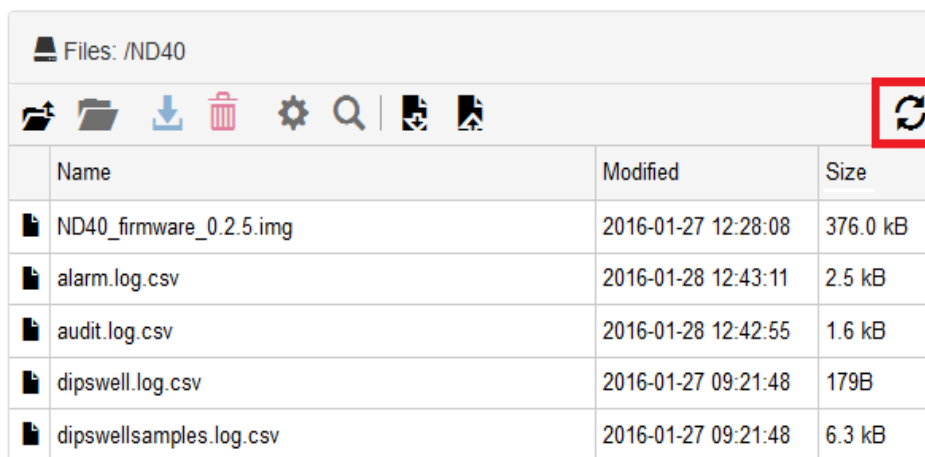 Files: /ND40
Name Modified Size
ND40_firmware_0.2.5.img 2016-01-27 12:28:08 376.0 kB
alarm.log.csv 2016-01-28 12:43:11 2.5 kB
audit.log.csv 2016-01-28 12:42:55 1.6 kB
dipswell.log.csv 2016-01-27 09:21:48 179B
dipswellsamples.log.csv 2016-01-27 09:21:48 6.3 kB